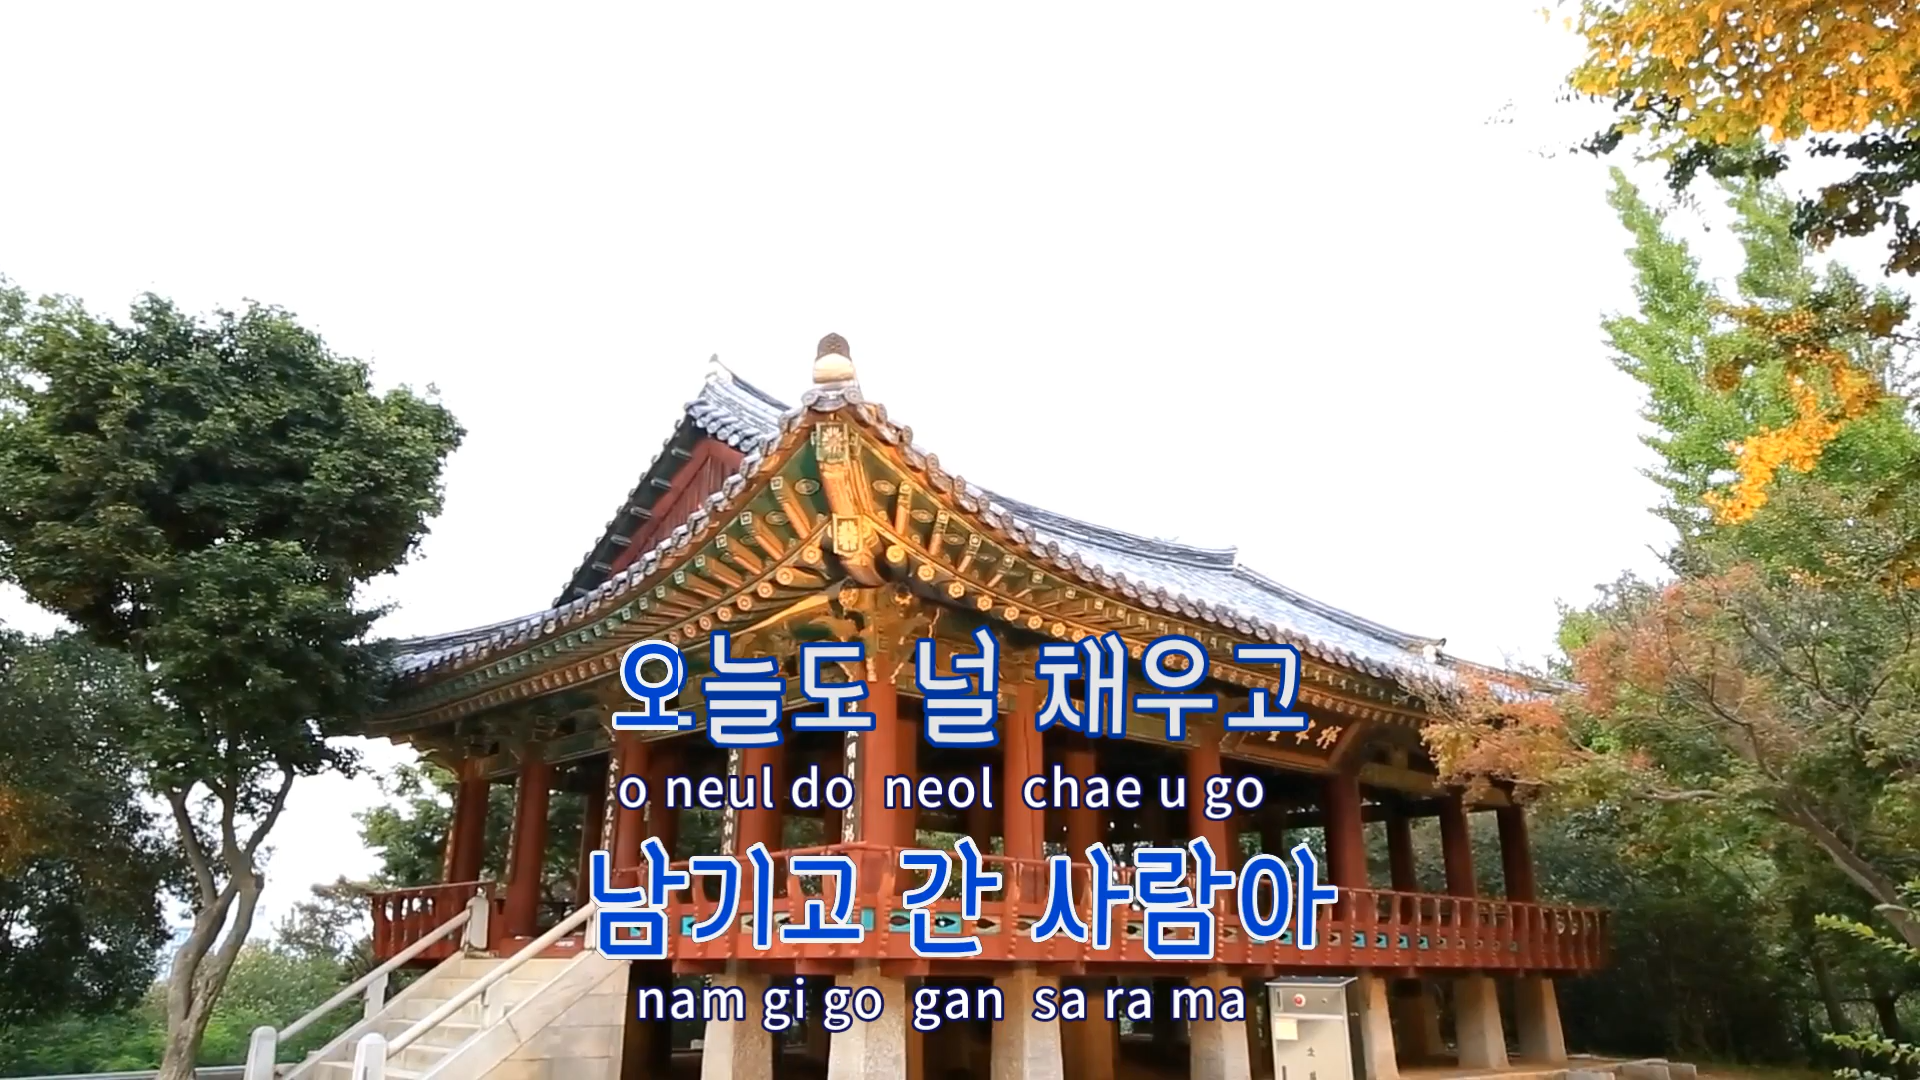 오늘도 널 채우고
o neul do neol chae u go
남기고 간 사람아
nam gi go gan sa ra ma